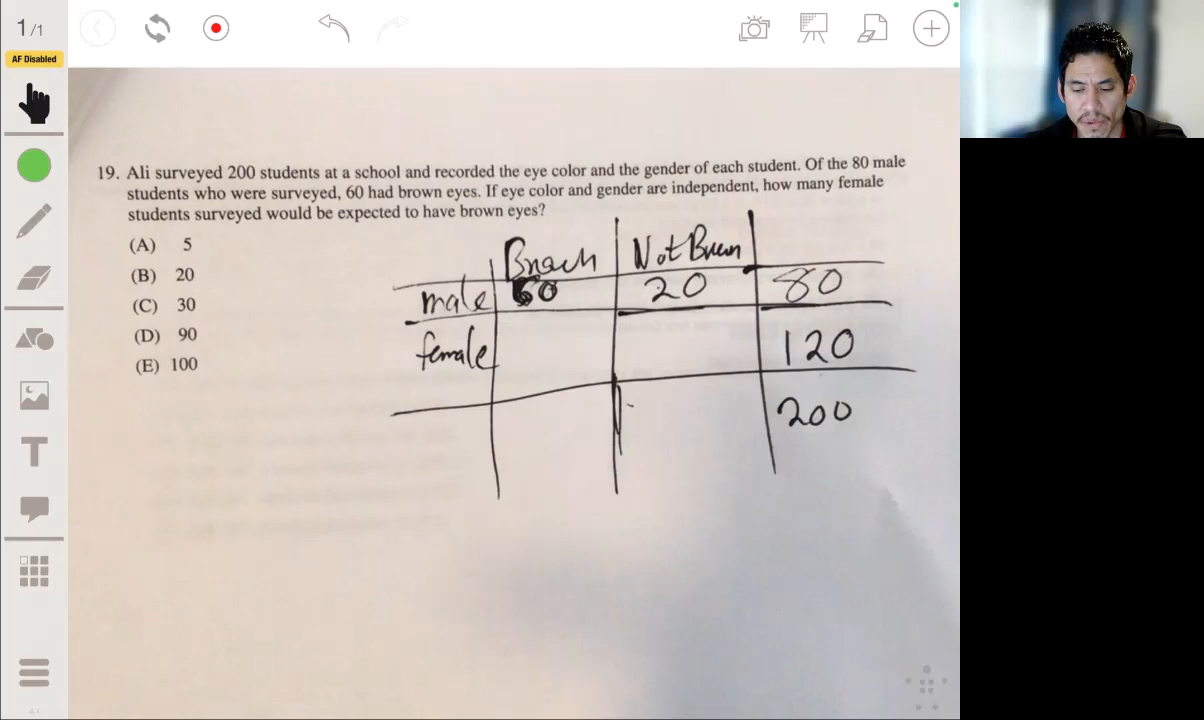 1/1
AF Disabled
19. Ali surveyed 200 students at a school and recorded the eye color and the gender of each student. Of the 80 male
students who were surveyed, 60 had brown eyes. If eye color and gender are independent, how many female
students surveyed would be expected to have brown eyes?
(A) 5
(B) 20
(C) 30
(D) 90
(E) 100
Not Brown
male 60 20 80
female 120
200
T